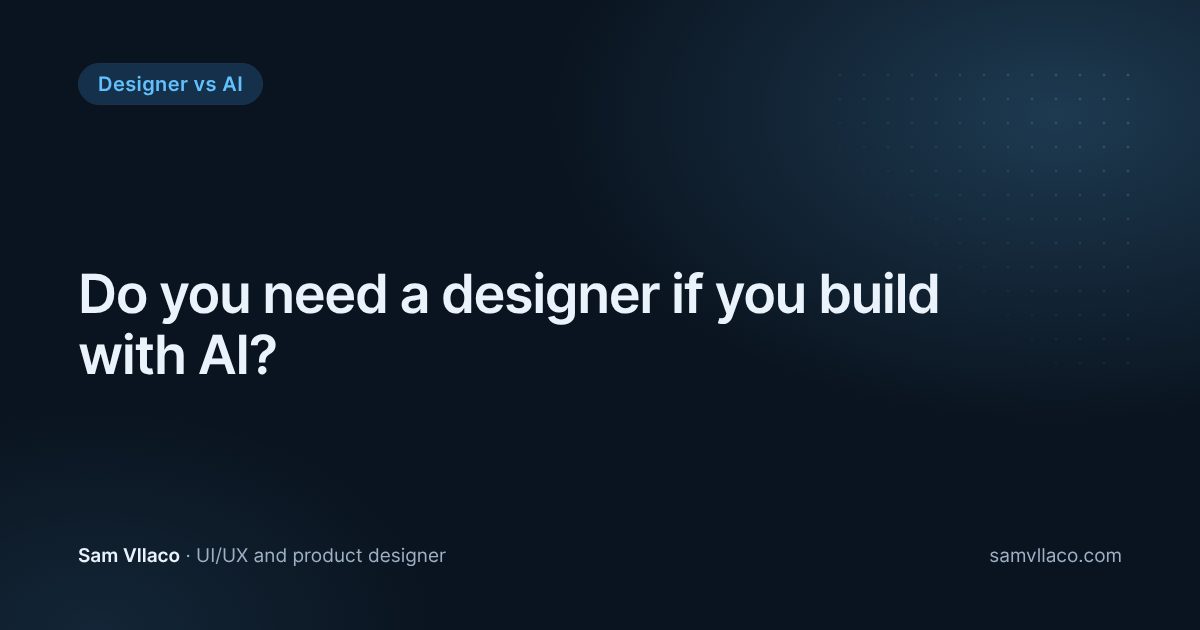 Designer vs AI
Do you need a designer if you build
with AI?
Sam Vllaco · UI/UX and product designer
samvllaco.com